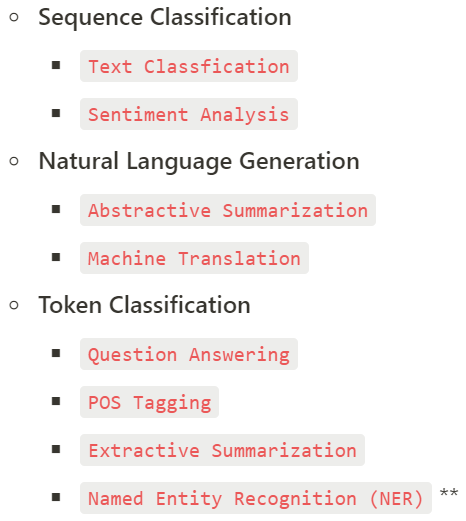 Sequence Classification
Text Classfication
Sentiment Analysis
Natural Language Generation
Abstractive Summarization
Machine Translation
Token Classification
Question Answering
POS Tagging
Extractive Summarization
Named Entity Recognition (NER) **